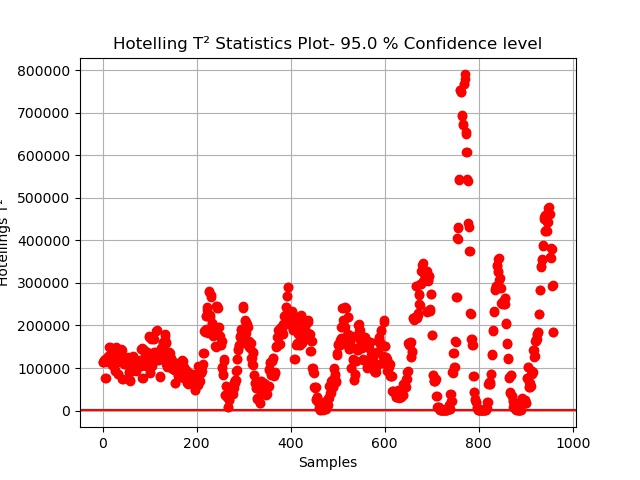 Hotelling T² Statistics Plot- 95.0 % Confidence level
800000
700000
600000
500000
400000
300000
200000
100000
0
0 200 400 600 800 1000
Samples
Hotellings T²